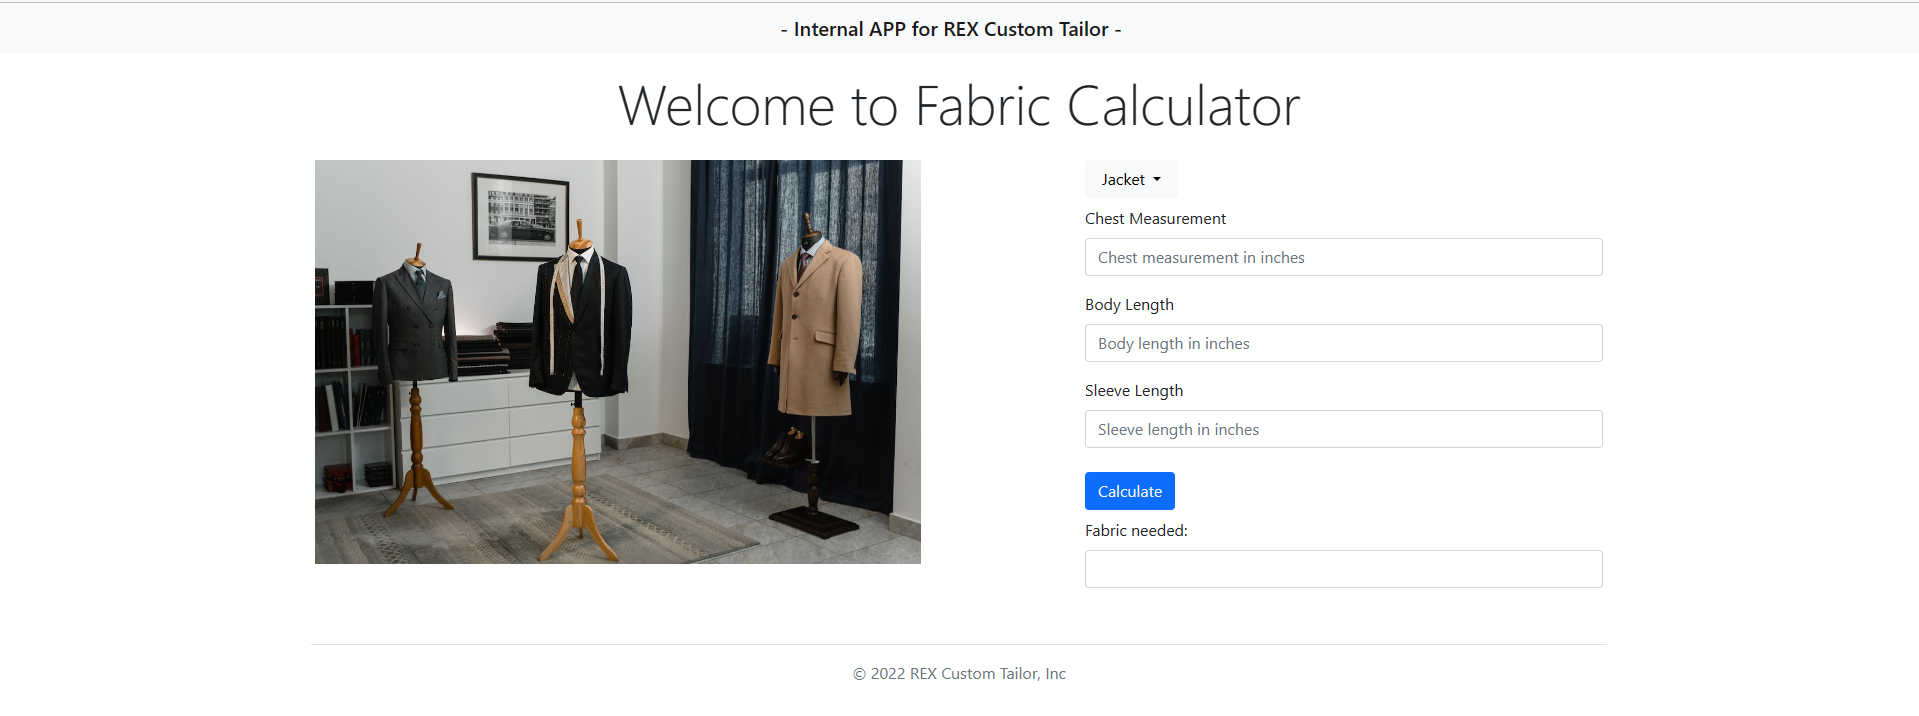 - Internal APP for REX Custom Tailor -
Welcome to Fabric Calculator
Jacket
Chest Measurement
Chest measurement in inches
Body Length
Body length in inches
Sleeve Length
Sleeve length in inches
Calculate
Fabric needed:
© 2022 REX Custom Tailor, Inc